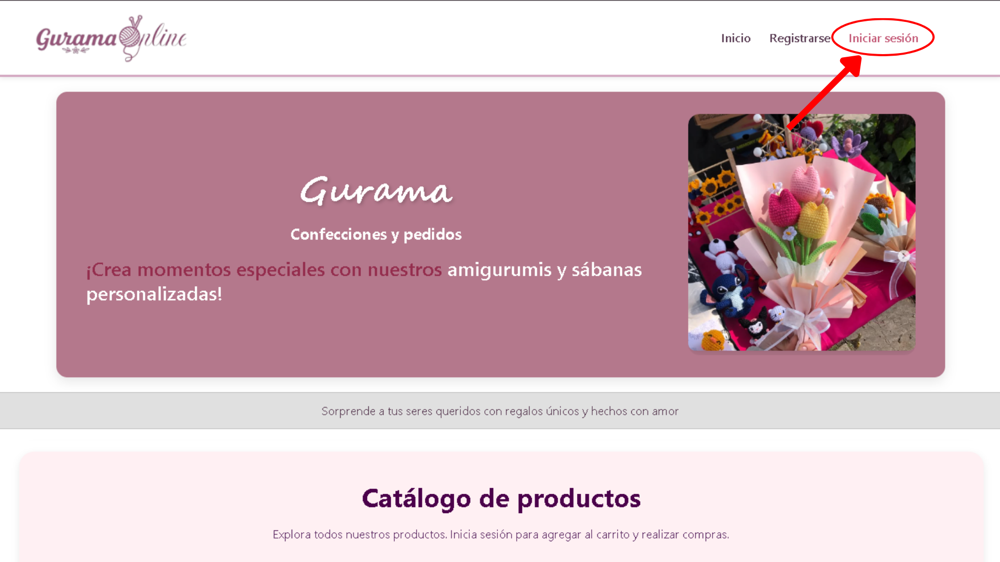 Gurama Online
Inicio Registrarse Iniciar sesión
Gurama
Confecciones y pedidos
¡Crea momentos especiales con nuestros amigurumis y sábanas
personalizadas!
Sorprende a tus seres queridos con regalos únicos y hechos con amor
Catálogo de productos
Explora todos nuestros productos. Inicia sesión para agregar al carrito y realizar compras.